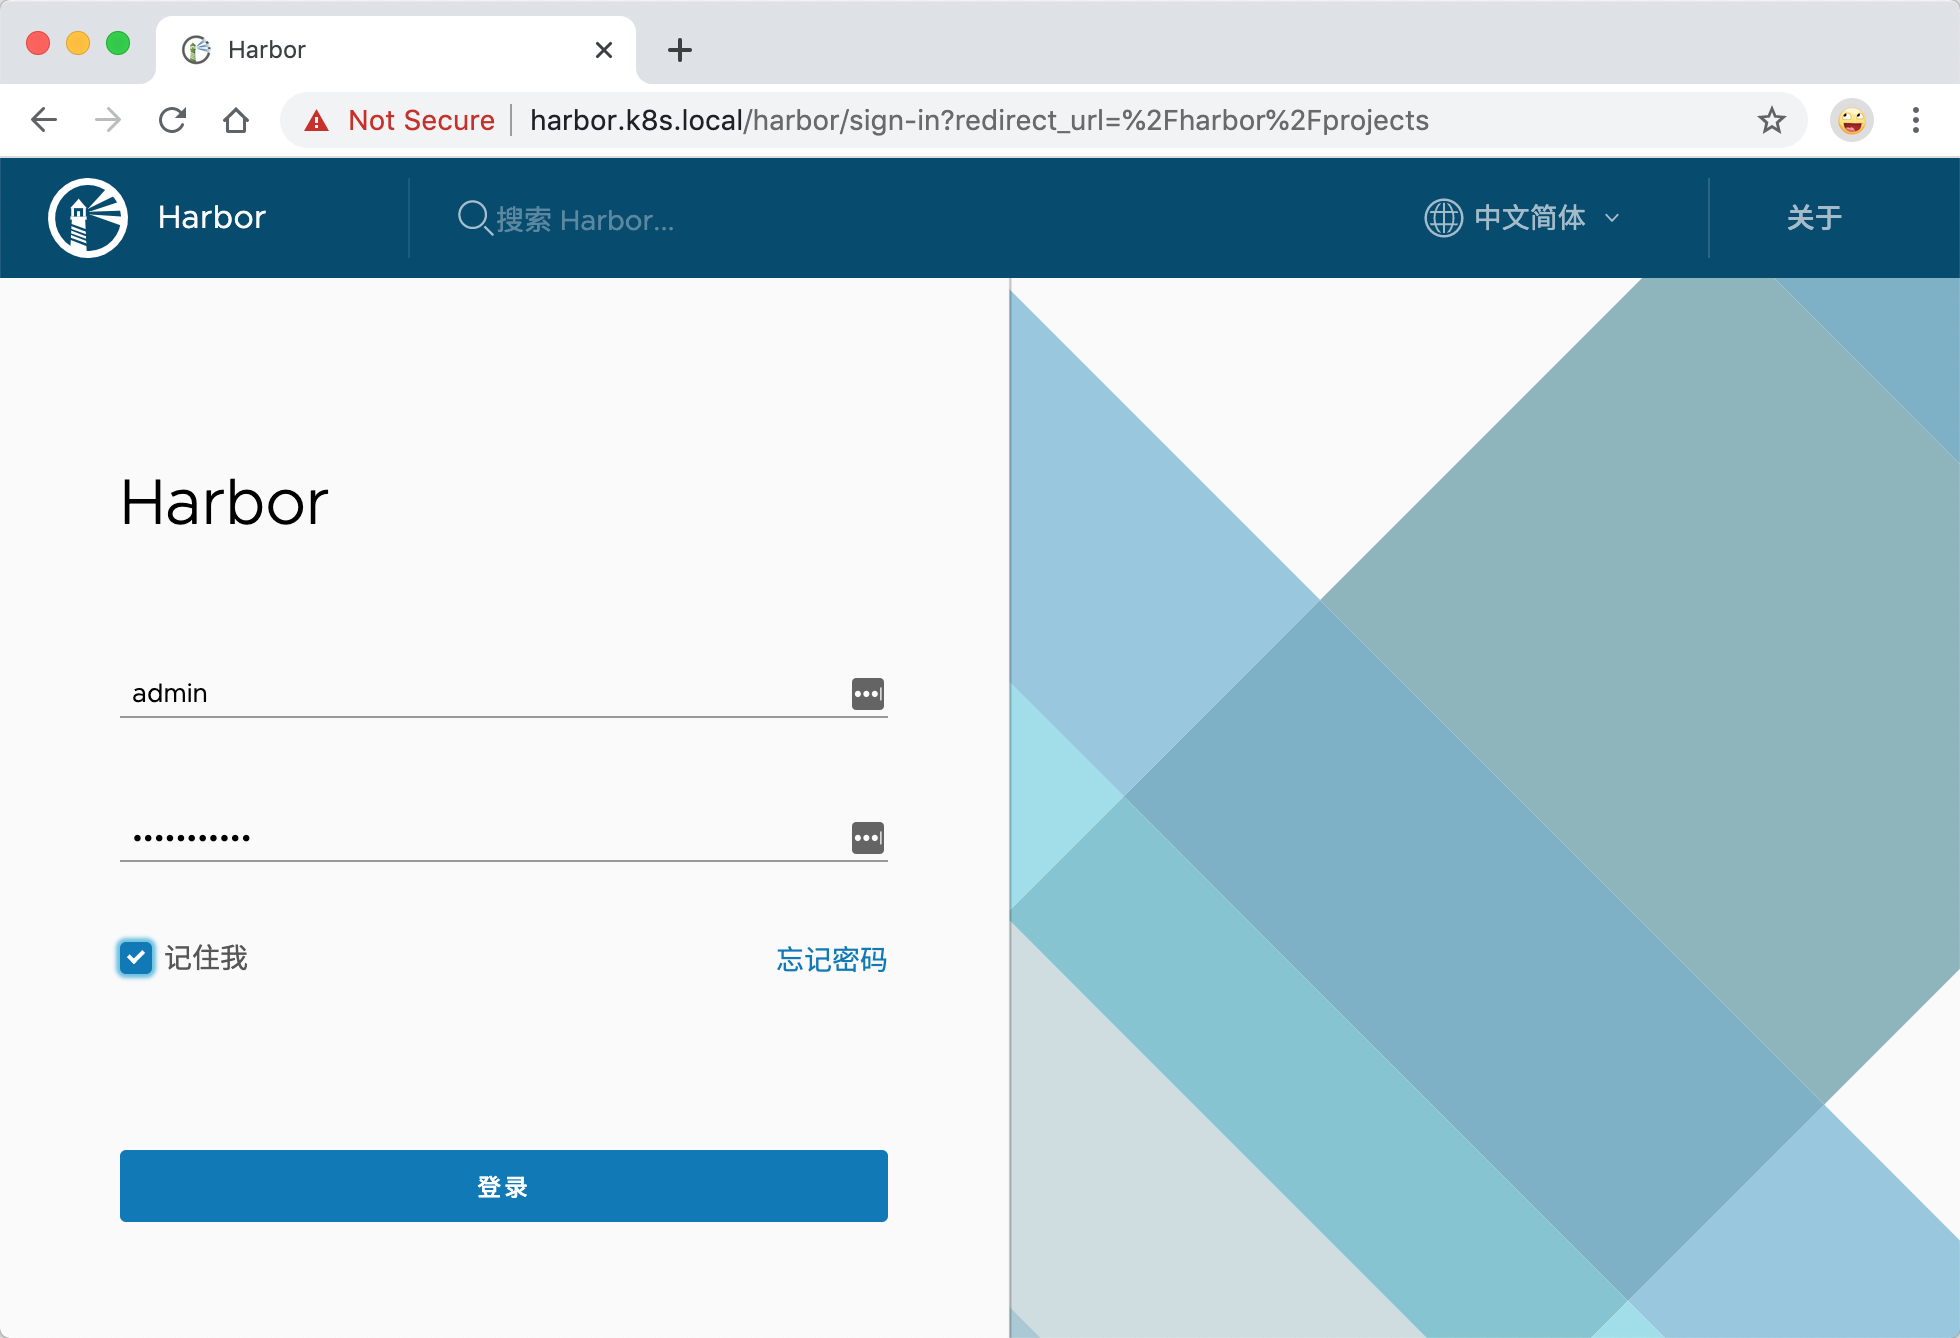 Harbor
Not Secure harbor.k8s.local/harbor/sign-in?redirect_url=%2Fharbor%2Fprojects
Harbor 搜索 Harbor... 中文简体 关于
Harbor
admin
•••••••••••
记住我 忘记密码
登录